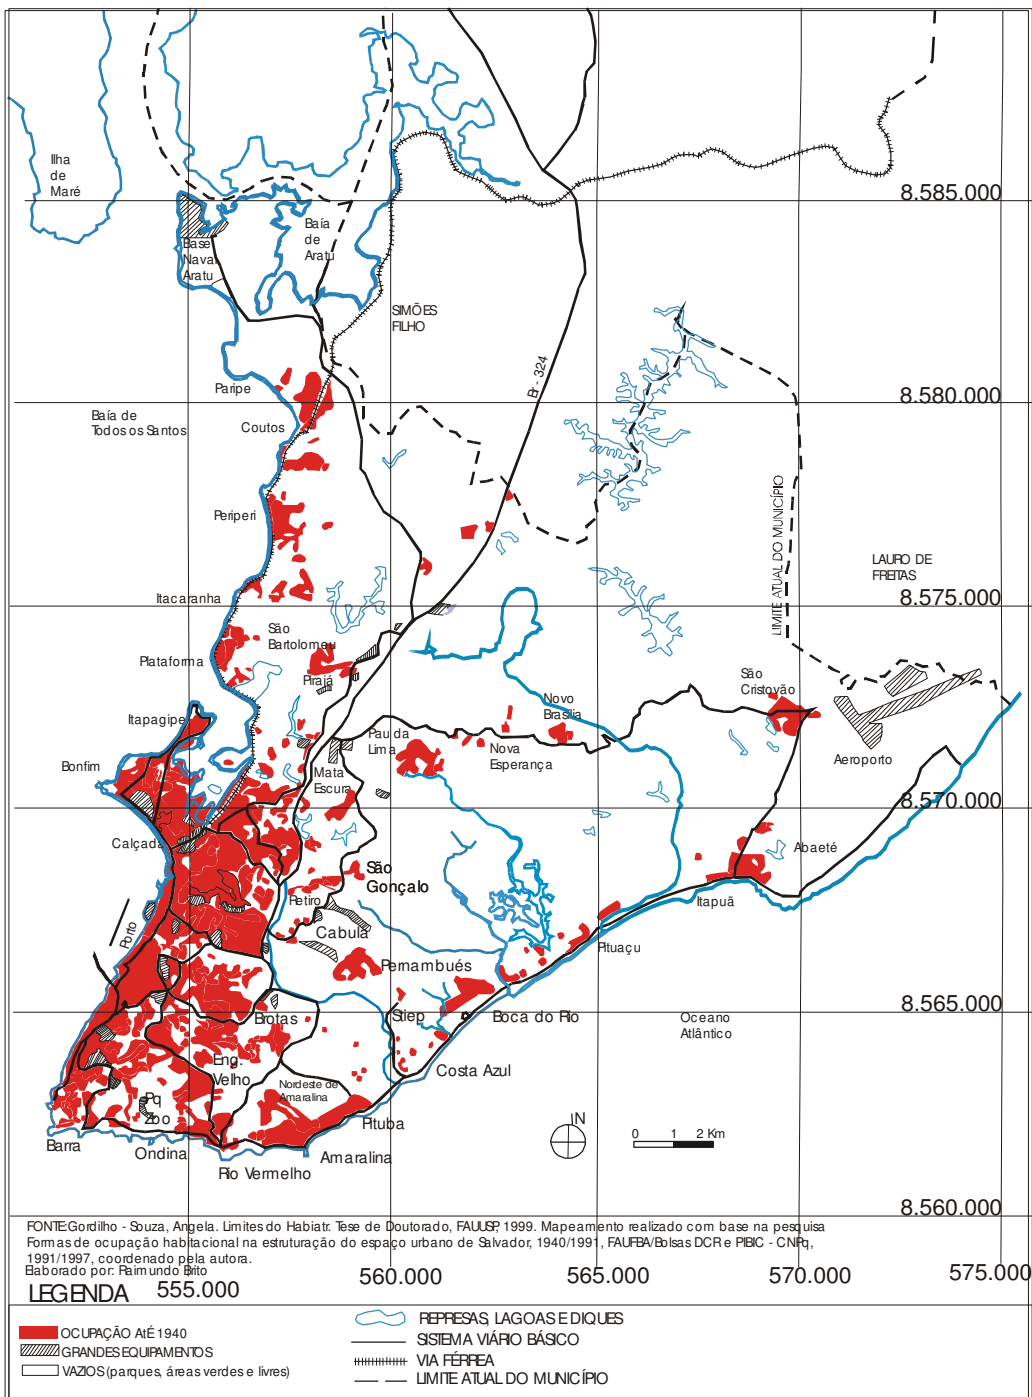 Ilha
de
Maré
8.585.000
Base
Naval
Aratu
Baía
de
Aratu
SIMÕES
FILHO
Br - 324
Paripe
8.580.000
Baía de
Todos os Santos
Coutos
Periperi
LIMITE ATUAL DO MUNICÍPIO
LAURO DE
FREITAS
Itacaranha
8.575.000
São
Bartolomeu
Plataforma
Pirajá
São
Cristovão
Novo
Brasília
Itapagipe
Pau da
Lima
Nova
Esperança
Aeroporto
Bonfim
Mata
Escura
8.570.000
Calçada
Abaeté
São
Gonçalo
Retiro
Itapuã
Porto
Cabula
Pituaçu
Pernambués
8.565.000
Stiep
Boca do Rio
Brotas
Oceano
Atlântico
Eng.
Velho
Costa Azul
Nordeste de
Amaralina
Pq
Zoo
Pituba
IN
0 1 2 Km
Barra
Ondina
Amaralina
Rio Vermelho
8.560.000
FONTE:Gordilho - Souza, Angela. Limites do Habiatr. Tese de Doutorado, FAUUSP, 1999. Mapeamento realizado com base na pesquisa
Formas de ocupação habitacional na estruturação do espaço urbano de Salvador, 1940/1991, FAUFBA/Bolsas DCR e PIBIC - CNPq,
1991/1997, coordenado pela autora.
Elaborado por: Raimundo Brito
555.000 560.000 565.000 570.000 575.000
LEGENDA
OCUPAÇÃO AtÉ 1940
GRANDES EQUIPAMENTOS
VAZIOS (parques, áreas verdes e livres)
REPRESAS, LAGOAS E DIQUES
SISTEMA VIÁRIO BÁSICO
VIA FÉRREA
LIMITE ATUAL DO MUNICÍPIO